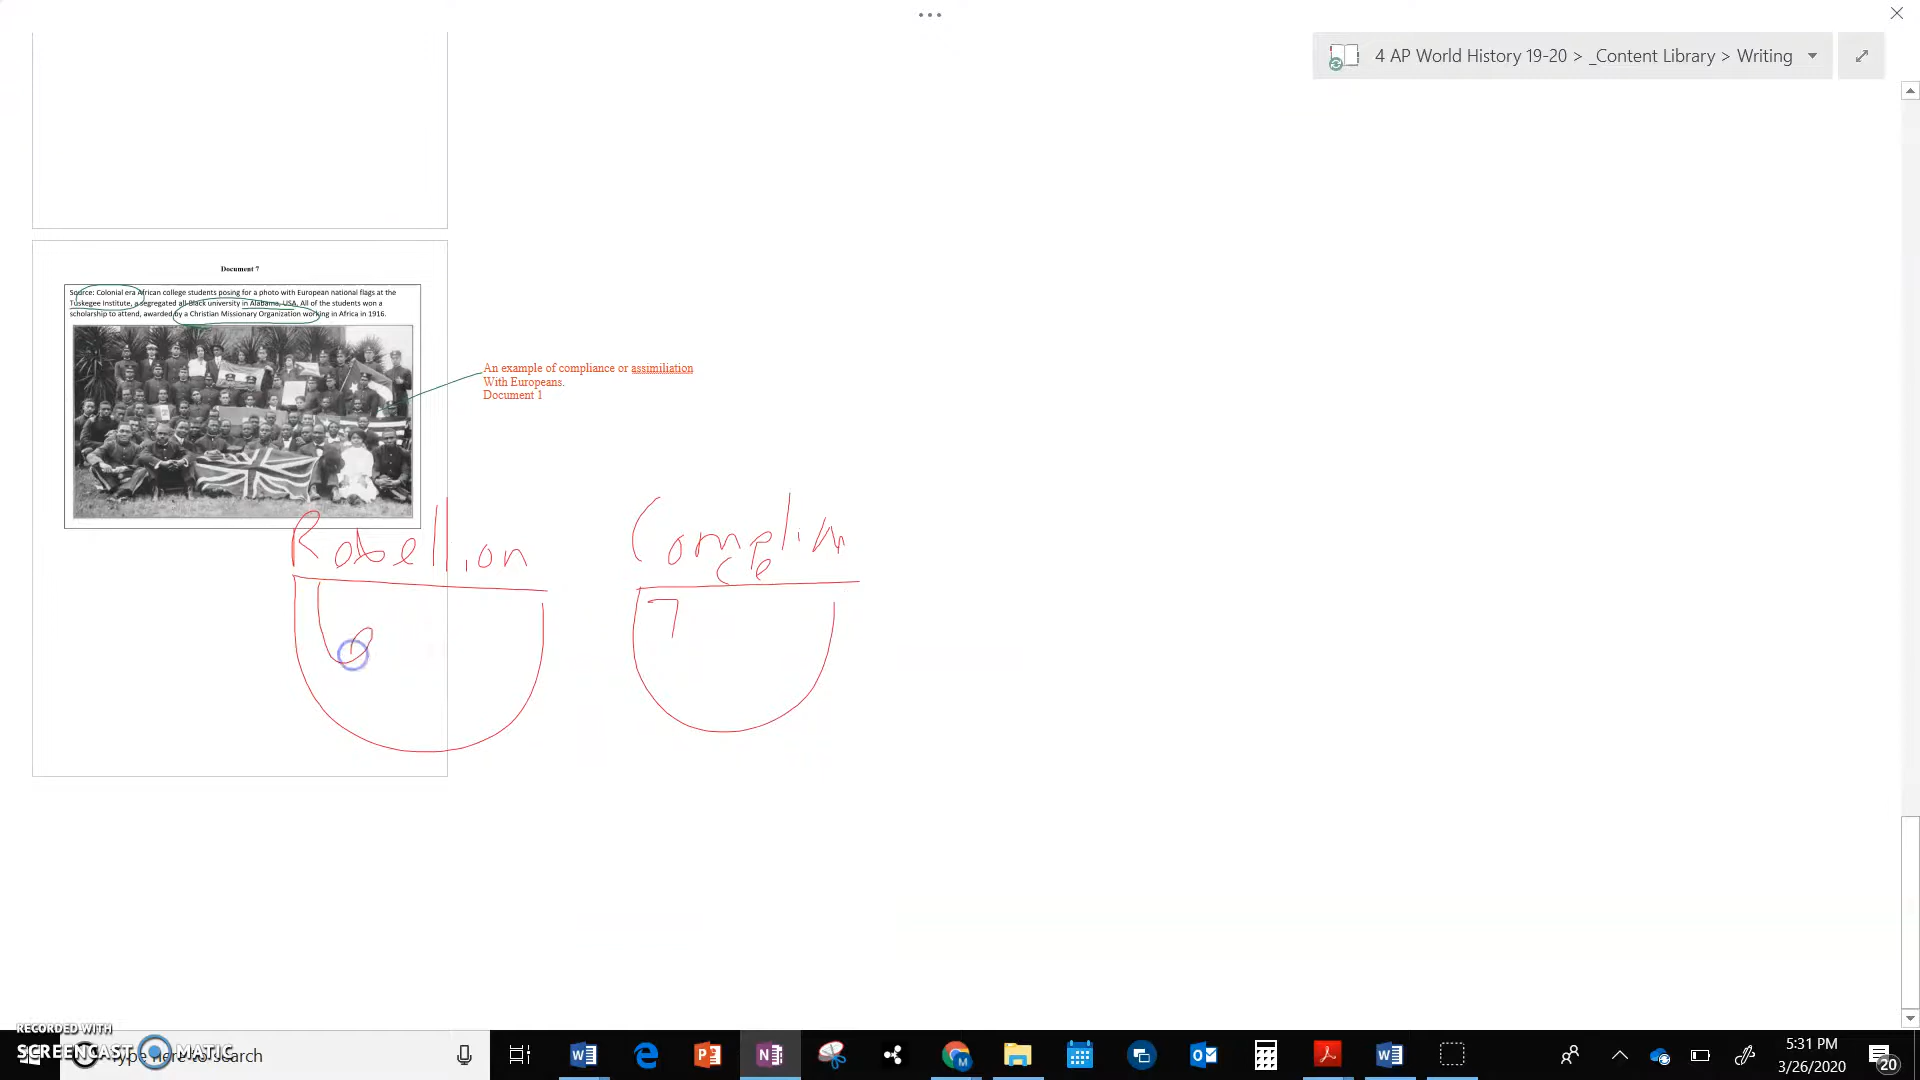 4 AP World History 19-20 > _Content Library > Writing
Document 7
Source: Colonial era African college students posing for a photo with European national flags at the
Tuskegee Institute, a segregated all-Black university in Alabama, USA. All of the students won a
scholarship to attend, awarded by a Christian Missionary Organization working in Africa in 1916.
An example of compliance or assimiliation
With Europeans.
Document 1
Rebellion
Complian
ce
7
6
RECORDED WITH
SCREENCAST MATIC
Type here to search
5:31 PM
3/26/2020
20